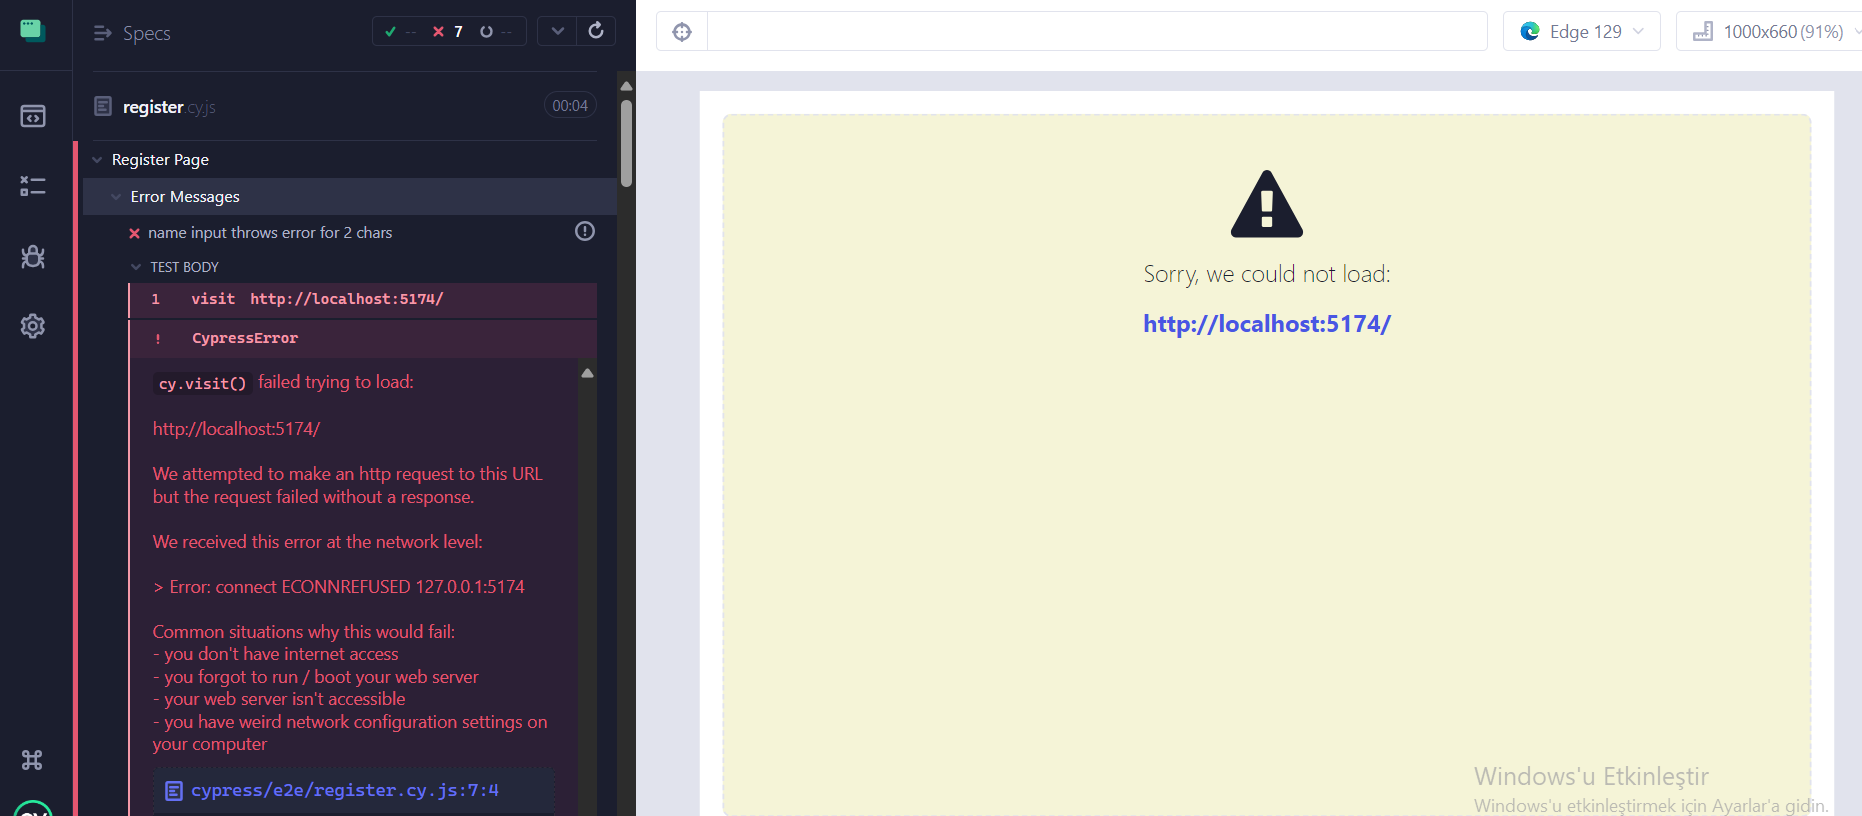 Specs
-- 7 --
register.cy.js
00:04
Register Page
Error Messages
name input throws error for 2 chars
TEST BODY
1 visit http://localhost:5174/
! CypressError
cy.visit() failed trying to load:
http://localhost:5174/
We attempted to make an http request to this URL
but the request failed without a response.
We received this error at the network level:
> Error: connect ECONNREFUSED 127.0.0.1:5174
Common situations why this would fail:
- you don't have internet access
- you forgot to run / boot your web server
- your web server isn't accessible
- you have weird network configuration settings on
your computer
cypress/e2e/register.cy.js:7:4
Edge 129
1000x660 (91%)
Sorry, we could not load:
http://localhost:5174/
Windows'u Etkinleştir
Windows'u etkinleştirmek için Ayarlar'a gidin.